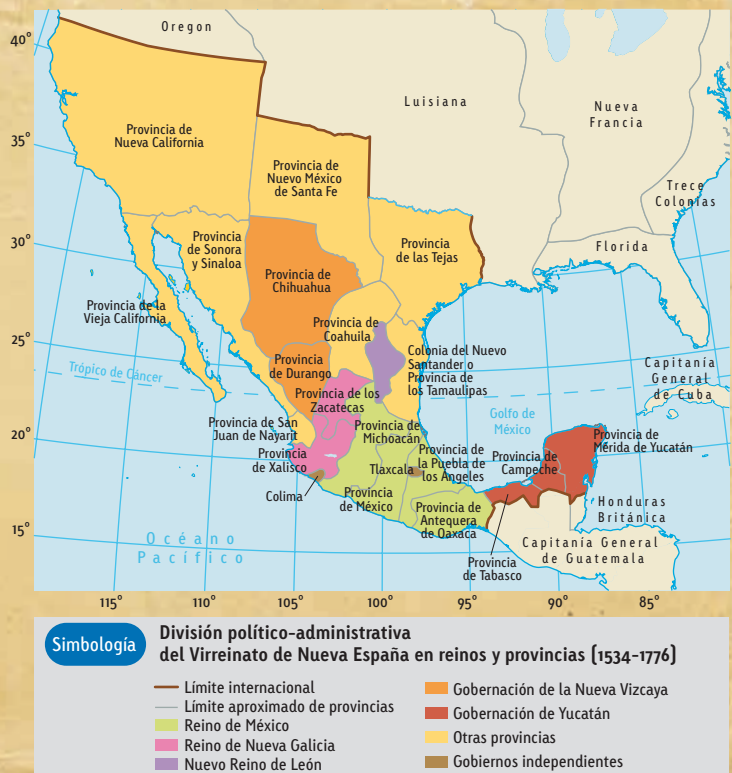 Oregon
40°
Luisiana
Nueva
Francia
Provincia de
Nueva California
35°
Provincia de
Nuevo México
de Santa Fe
Trece
Colonias
Provincia
de Sonora
y Sinaloa
30°
Provincia
de las Tejas
Florida
Provincia de
Chihuahua
Provincia de la
Vieja California
Provincia de
Coahuila
25°
Colonia del Nuevo
Santander o
Provincia de
los Tamaulipas
Provincia
de Durango
Capitanía
General
de Cuba
Trópico de Cáncer
Provincia de los
Zacatecas
Golfo de
México
20°
Provincia de San
Juan de Nayarit
Provincia de
Michoacán
Provincia de
Mérida de Yucatán
Provincia
de Xalisco
Tlaxcala
Provincia de
la Puebla de
los Ángeles
Provincia de
Campeche
Colima
Provincia
de México
Provincia de
Antequera
de Oaxaca
Honduras
Británica
15°
Océano
Pacífico
Capitanía General
de Guatemala
Provincia
de Tabasco
115° 110° 105° 100° 95° 90° 85°
Simbología
División político-administrativa
del Virreinato de Nueva España en reinos y provincias (1534-1776)
Límite internacional
Límite aproximado de provincias
Reino de México
Reino de Nueva Galicia
Nuevo Reino de León
Gobernación de la Nueva Vizcaya
Gobernación de Yucatán
Otras provincias
Gobiernos independientes